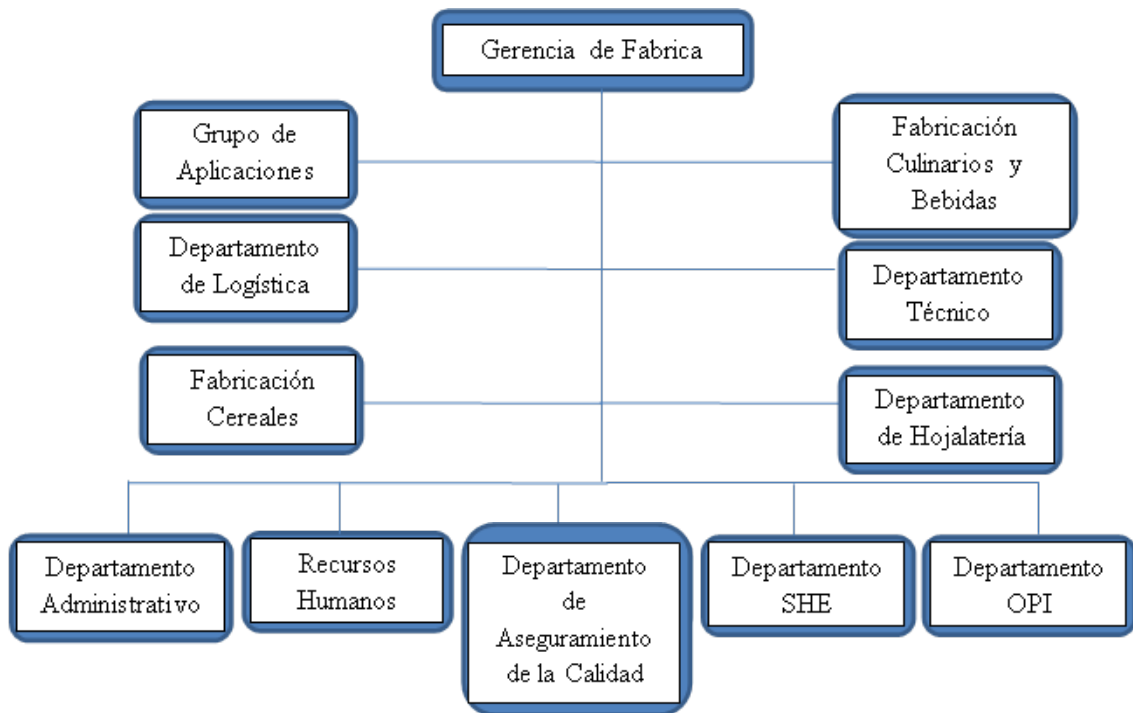 Gerencia de Fabrica
Grupo de
Aplicaciones
Fabricación
Culinarios y
Bebidas
Departamento
de Logística
Departamento
Técnico
Fabricación
Cereales
Departamento
de Hojalatería
Departamento
Administrativo
Recursos
Humanos
Departamento
de
Aseguramiento
de la Calidad
Departamento
SHE
Departamento
OPI